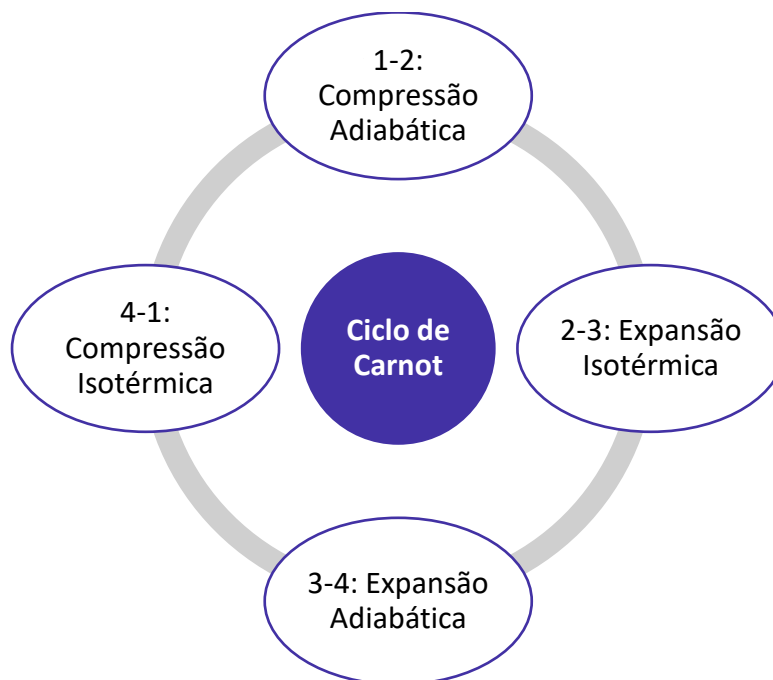 1-2:
Compressão
Adiabática
4-1:
Compressão
Isotérmica
Ciclo de
Carnot
2-3: Expansão
Isotérmica
3-4: Expansão
Adiabática